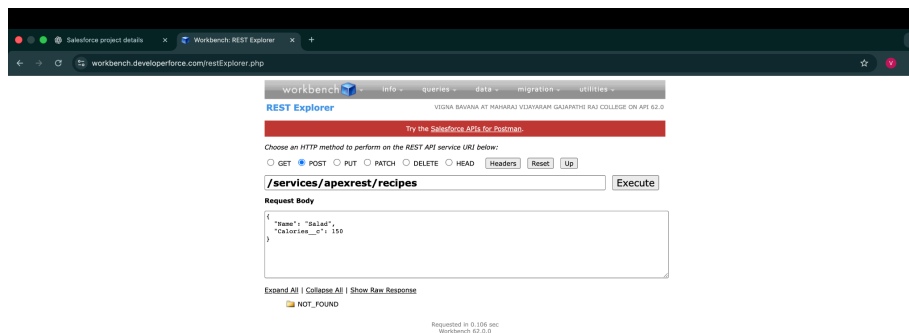 Salesforce project details
Workbench: REST Explorer
workbench.developerforce.com/restExplorer.php
V
workbench info queries data migration utilities
REST Explorer
VIGNA BAVANA AT MAHARAJ VIJAYARAM GAJAPATHI RAJ COLLEGE ON API 62.0
Try the Salesforce APIs for Postman.
Choose an HTTP method to perform on the REST API service URI below:
GET POST PUT PATCH DELETE HEAD Headers Reset Up
/services/apexrest/recipes Execute
Request Body
{
"Name": "Salad",
"Calories__c": 150
}
Expand All | Collapse All | Show Raw Response
NOT_FOUND
Requested in 0.106 sec
Workbench 62.0.0